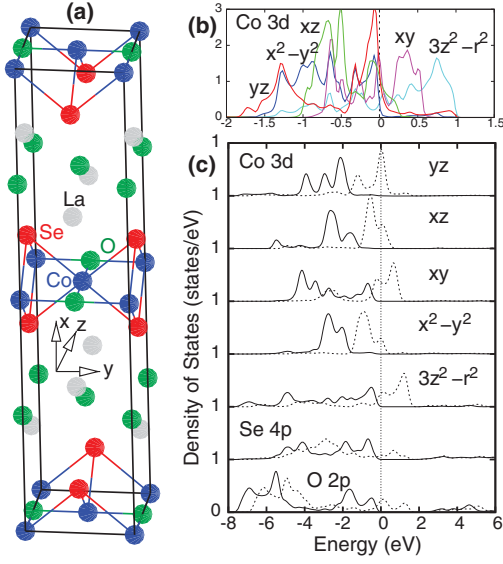 (a)
La
Se
O
Co
x
z
y
(b)
Co 3d
3
2
1
0
yz
x²−y²
xz
xy
3z²−r²
-2
-1.5
-1
-0.5
0
0.5
1
1.5
(c)
Density of States (states/eV)
1
Co 3d
yz
1
xz
1
xy
1
x²−y²
1
3z²−r²
1
Se 4p
1
O 2p
0
-8 -6 -4 -2 0 2 4 6
Energy (eV)